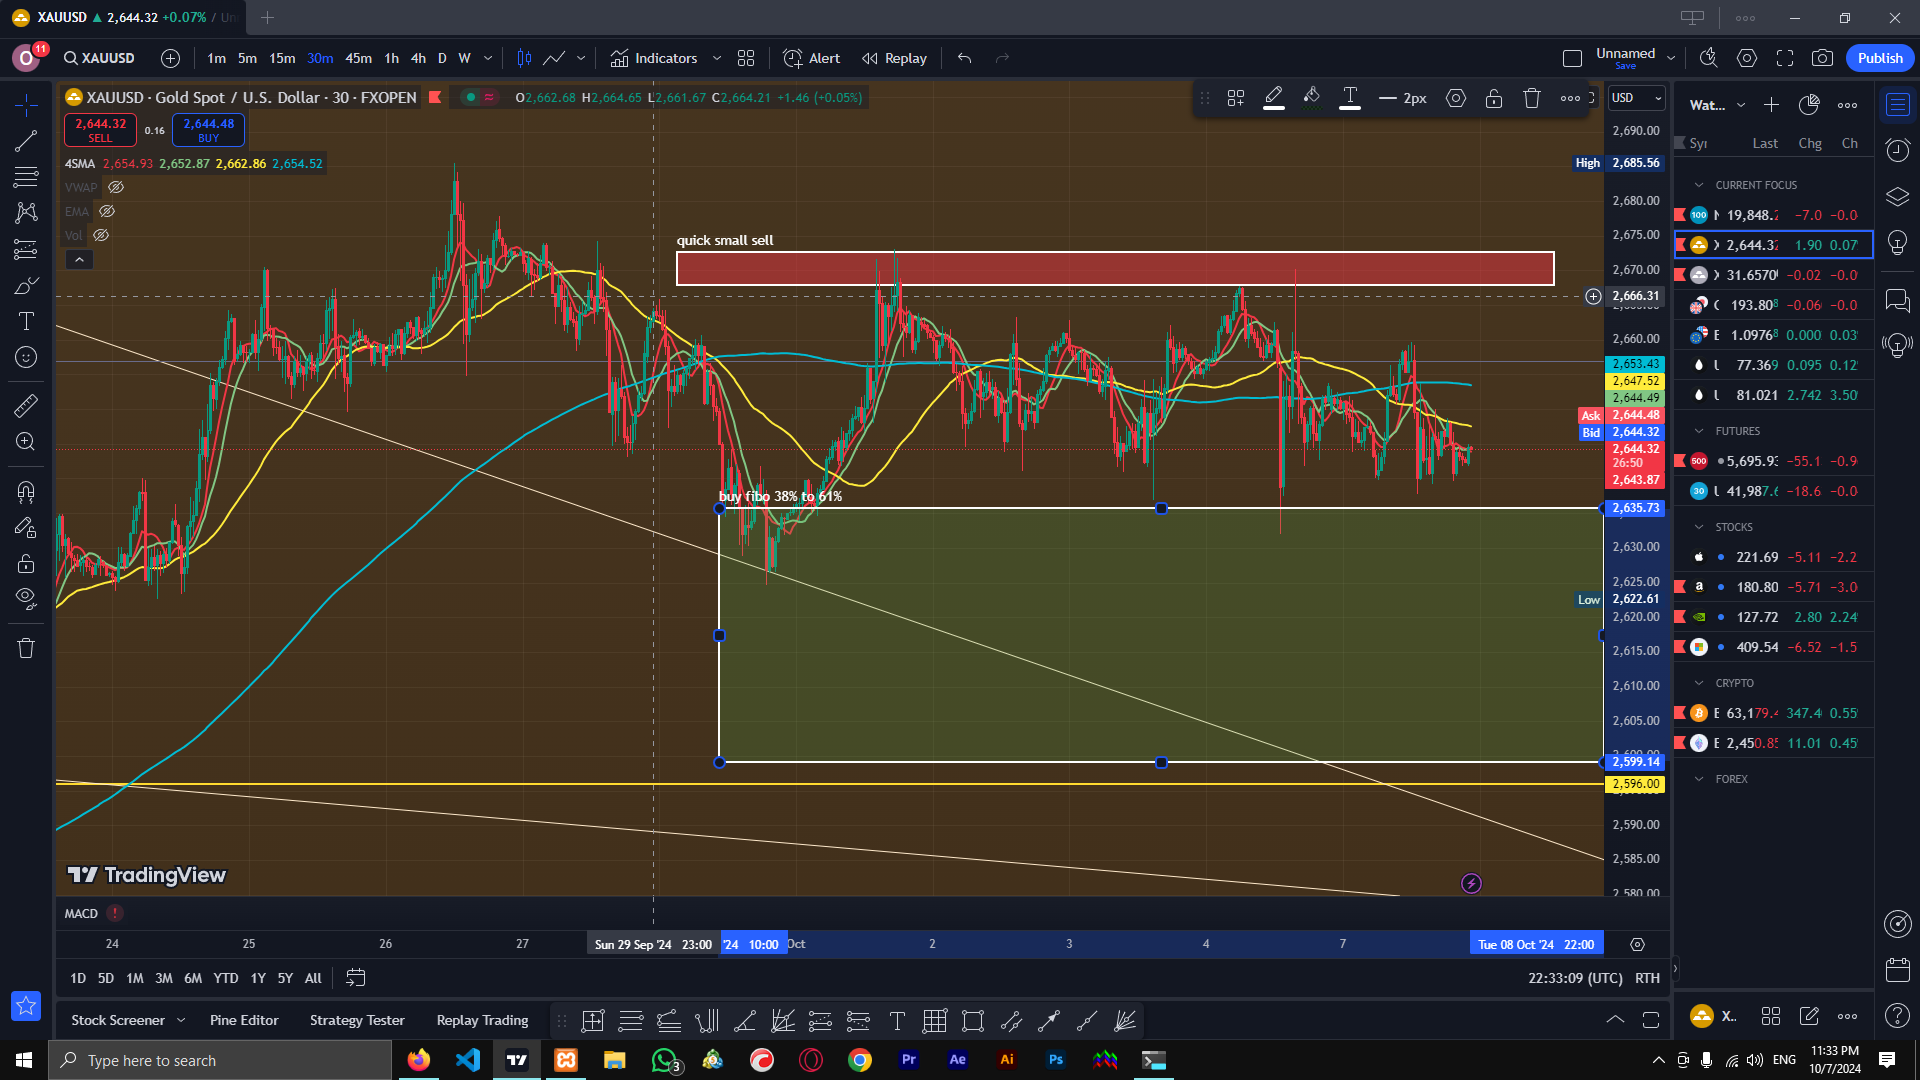 XAUUSD ▲ 2,644.32 +0.07% / Un
O 11 XAUUSD 1m 5m 15m 30m 45m 1h 4h D W Indicators Alert Replay Unnamed Save Publish
XAUUSD · Gold Spot / U.S. Dollar · 30 · FXOPEN O2,662.68 H2,664.65 L2,661.67 C2,664.21 +1.46 (+0.05%)
2px
USD
2,644.32 SELL 0.16 2,644.48 BUY
4SMA 2,654.93 2,652.87 2,662.86 2,654.52
VWAP
EMA
Vol
quick small sell
buy fibo 38% to 61%
2,690.00
High 2,685.56
2,680.00
2,675.00
2,670.00
2,666.31
2,660.00
2,653.43
2,647.52
2,644.49
Ask 2,644.48
Bid 2,644.32
2,644.32
26:50
2,643.87
2,635.73
2,630.00
2,625.00
Low 2,622.61
2,620.00
2,615.00
2,610.00
2,605.00
2,599.14
2,596.00
2,590.00
2,585.00
2,580.00
TradingView
MACD
24 25 26 27 Sun 29 Sep '24 23:00 '24 10:00 Oct 2 3 4 7 Tue 08 Oct '24 22:00
1D 5D 1M 3M 6M YTD 1Y 5Y All 22:33:09 (UTC) RTH
Stock Screener Pine Editor Strategy Tester Replay Trading
Wat...
Last Chg Ch
CURRENT FOCUS
100 19,848. −7.0 −0.0
X 2,644.32 1.90 0.07
X 31.6570 −0.02 −0.0
193.80 −0.06 −0.0
E 1.0976 0.000 0.03
77.369 0.095 0.12
81.021 2.742 3.50
FUTURES
500 5,695.93 −55.1 −0.9
30 41,987.6 −18.6 −0.0
STOCKS
221.69 −5.11 −2.2
180.80 −5.71 −3.0
127.72 2.80 2.24
409.54 −6.52 −1.5
CRYPTO
63,179.4 347.4 0.55
E 2,450.85 11.01 0.45
FOREX
X..
Type here to search
3 Pr Ae Ai Ps
ENG 11:33 PM
10/7/2024